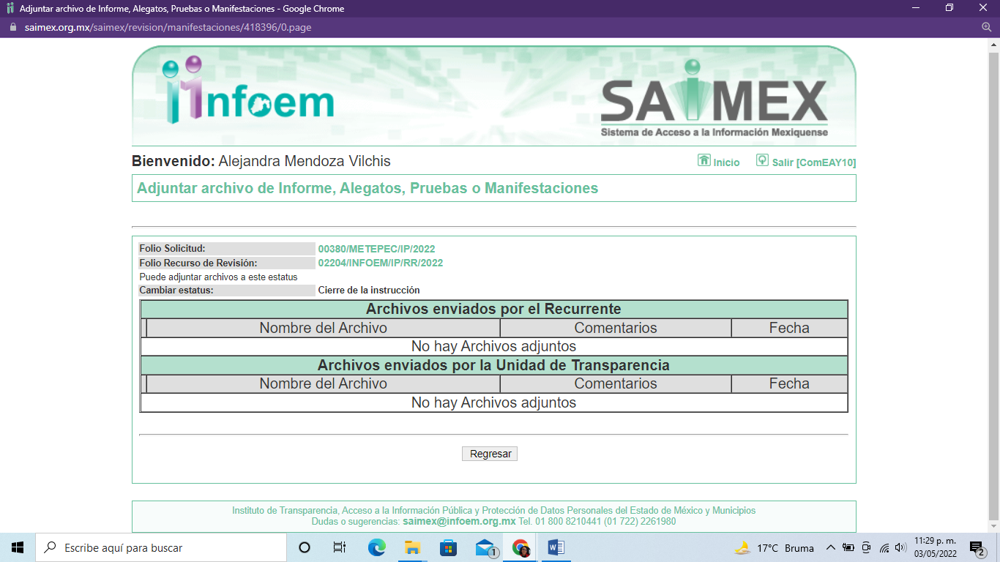 Adjuntar archivo de Informe, Alegatos, Pruebas o Manifestaciones - Google Chrome
saimex.org.mx/saimex/revision/manifestaciones/418396/0.page
infoem
SAIMEX
Sistema de Acceso a la Información Mexiquense
Bienvenido: Alejandra Mendoza Vilchis Inicio Salir [ComEAY10]
Adjuntar archivo de Informe, Alegatos, Pruebas o Manifestaciones
Folio Solicitud: 00380/METEPEC/IP/2022
Folio Recurso de Revisión: 02204/INFOEM/IP/RR/2022
Puede adjuntar archivos a este estatus
Cambiar estatus: Cierre de la instrucción
Archivos enviados por el Recurrente
Nombre del Archivo Comentarios Fecha
No hay Archivos adjuntos
Archivos enviados por la Unidad de Transparencia
Nombre del Archivo Comentarios Fecha
No hay Archivos adjuntos
Regresar
Instituto de Transparencia, Acceso a la Información Pública y Protección de Datos Personales del Estado de México y Municipios
Dudas o sugerencias: saimex@infoem.org.mx Tel. 01 800 8210441 (01 722) 2261980
Escribe aquí para buscar
1
17°C Bruma
11:29 p. m.
03/05/2022
2